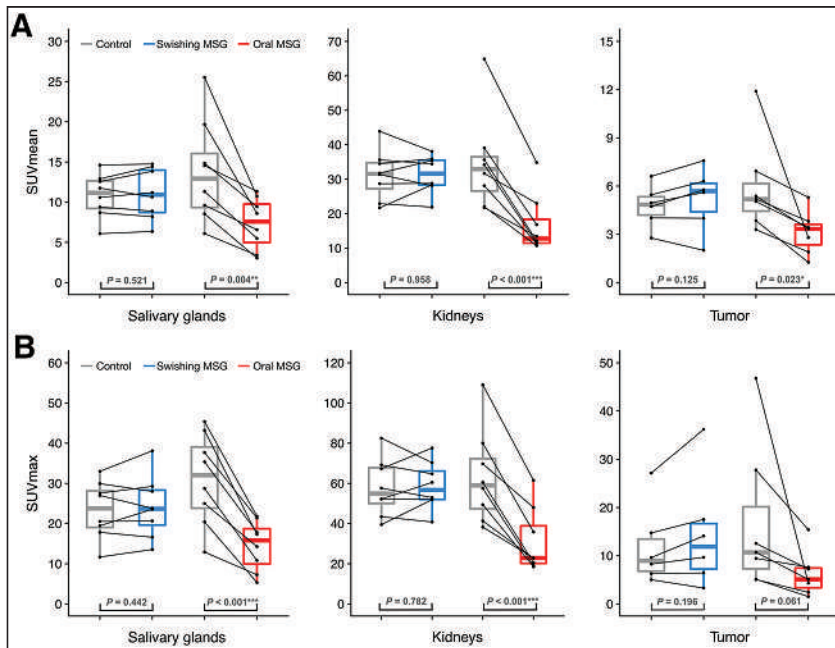 A
Control Swishing MSG Oral MSG
SUVmean
30
25
20
15
10
5
0
P = 0.521
P = 0.004**
Salivary glands
70
60
50
40
30
20
10
0
P = 0.958
P < 0.001***
Kidneys
15
12
9
6
3
0
P = 0.125
P = 0.023*
Tumor
B
Control Swishing MSG Oral MSG
SUVmax
60
50
40
30
20
10
0
P = 0.442
P < 0.001***
Salivary glands
120
100
80
60
40
20
0
P = 0.782
P < 0.001***
Kidneys
50
40
30
20
10
0
P = 0.196
P = 0.061
Tumor